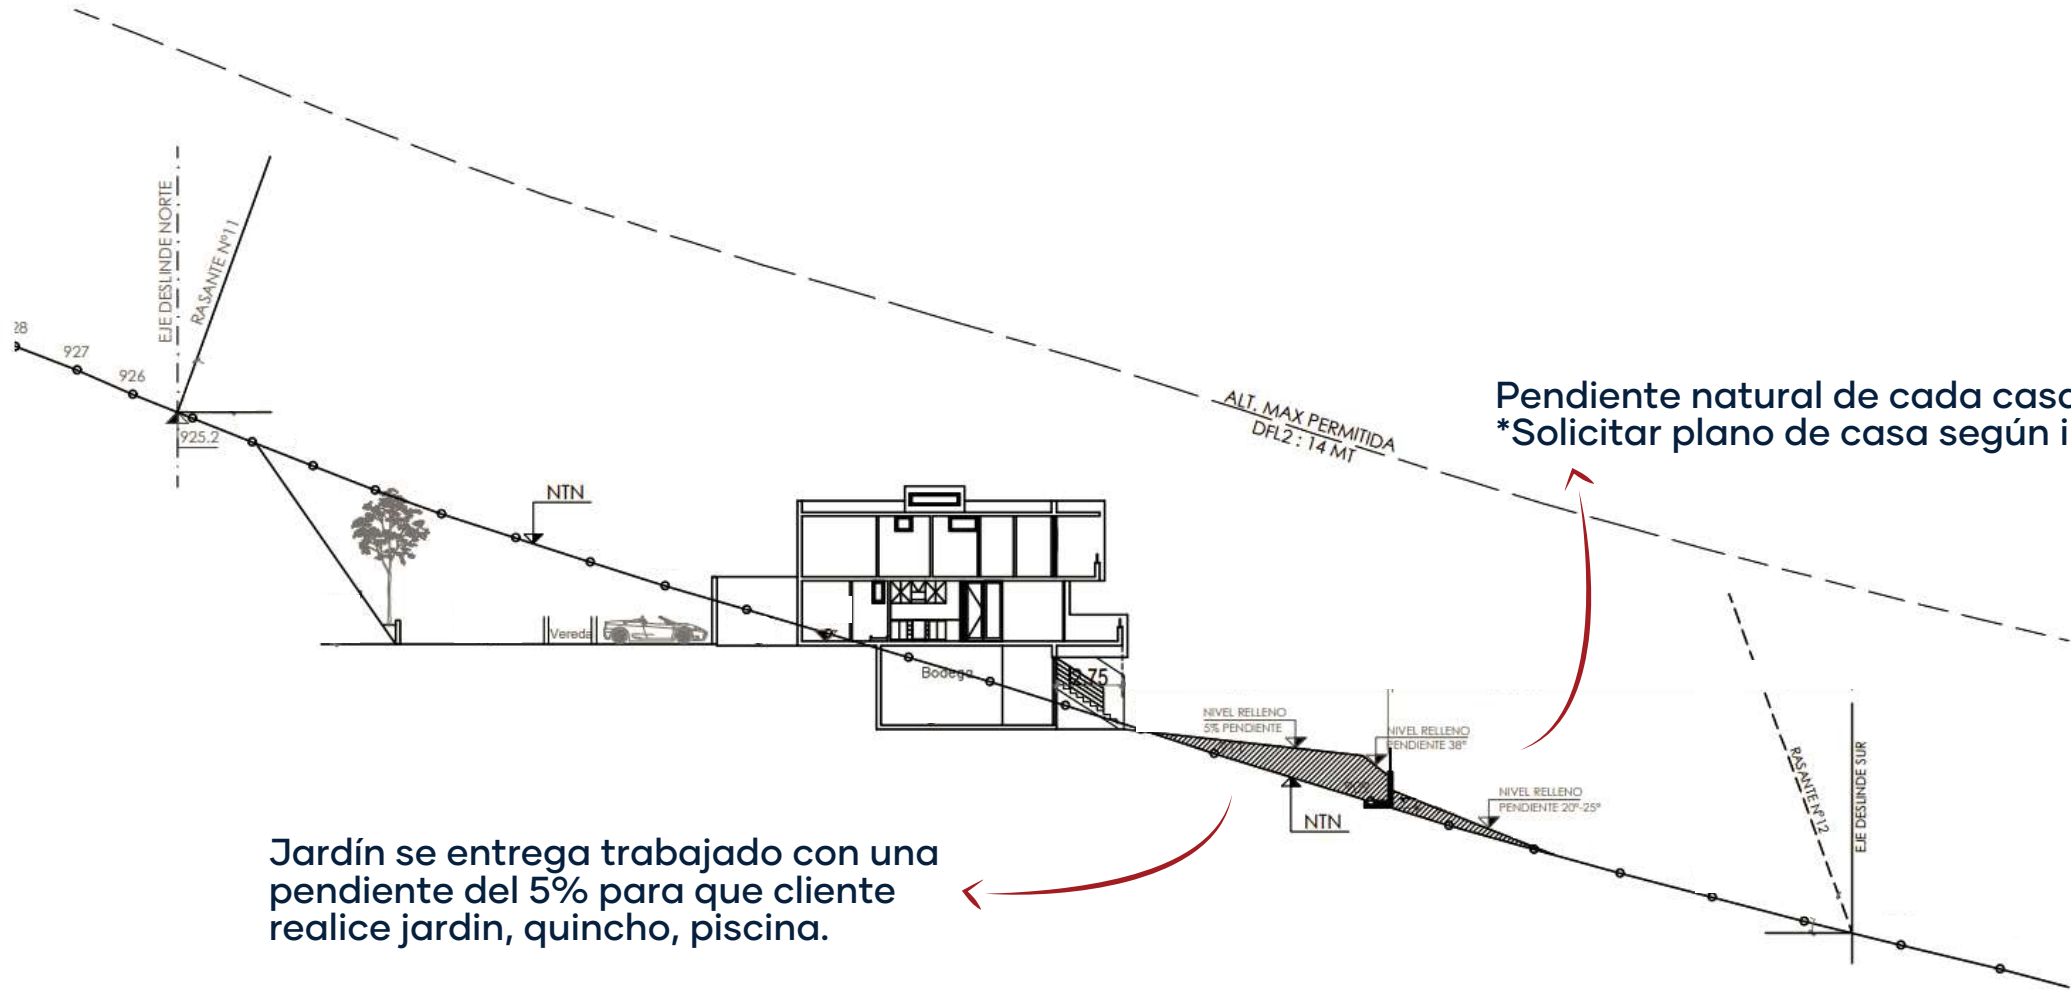 EJE DESLINDE NORTE
RASANTE Nº11
28
927
926
925.2
NTN
ALT. MAX PERMITIDA
DFL2 : 14 MT
Pendiente natural de cada casa
*Solicitar plano de casa según i
Vereda
Bodega
2.75
NIVEL RELLENO
5% PENDIENTE
NIVEL RELLENO
PENDIENTE 38º
NIVEL RELLENO
PENDIENTE 20º-25º
NTN
RASANTE Nº12
EJE DESLINDE SUR
Jardín se entrega trabajado con una
pendiente del 5% para que cliente
realice jardin, quincho, piscina.